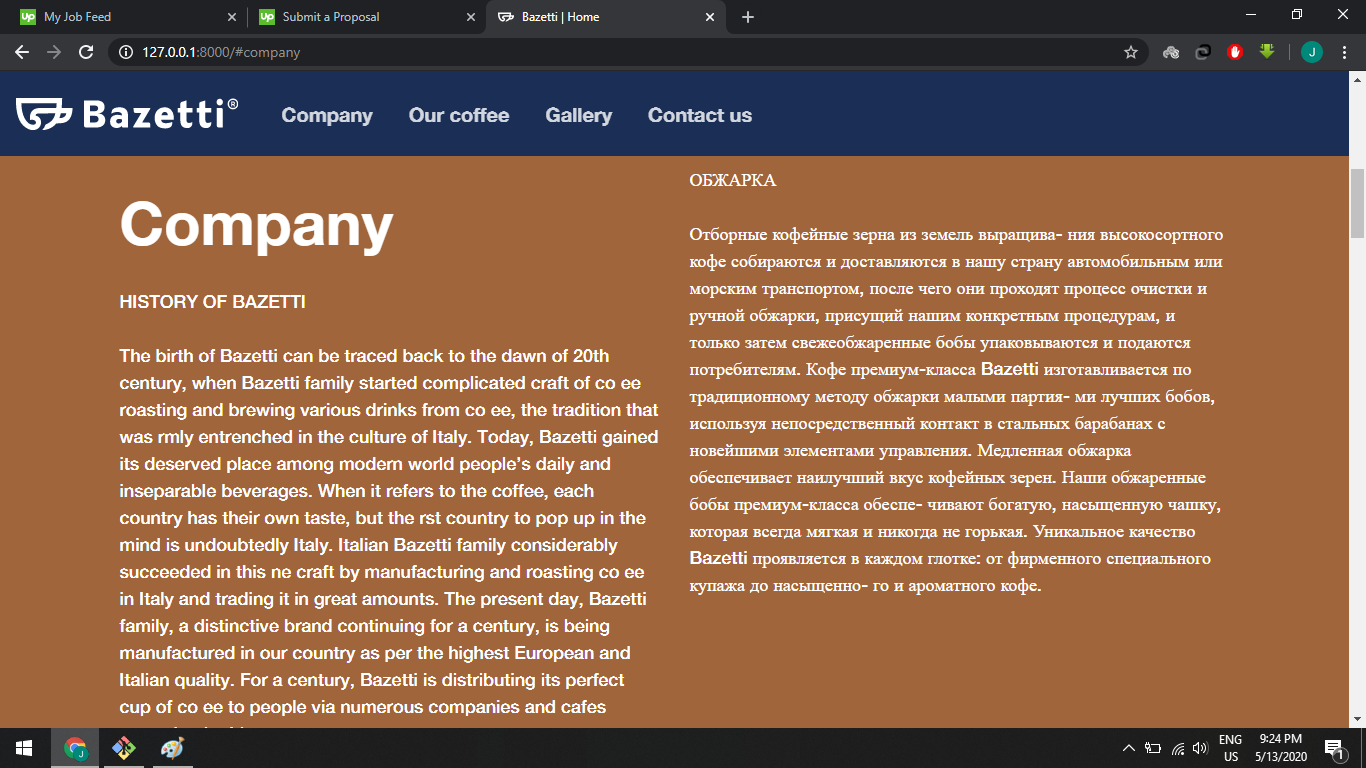 My Job Feed
Submit a Proposal
Bazetti | Home
127.0.0.1:8000/#company
J
Bazetti®
Company
Our coffee
Gallery
Contact us
Company
HISTORY OF BAZETTI
The birth of Bazetti can be traced back to the dawn of 20th
century, when Bazetti family started complicated craft of co ee
roasting and brewing various drinks from co ee, the tradition that
was rmly entrenched in the culture of Italy. Today, Bazetti gained
its deserved place among modern world people's daily and
inseparable beverages. When it refers to the coffee, each
country has their own taste, but the rst country to pop up in the
mind is undoubtedly Italy. Italian Bazetti family considerably
succeeded in this ne craft by manufacturing and roasting co ee
in Italy and trading it in great amounts. The present day, Bazetti
family, a distinctive brand continuing for a century, is being
manufactured in our country as per the highest European and
Italian quality. For a century, Bazetti is distributing its perfect
cup of co ee to people via numerous companies and cafes
ОБЖАРКА
Отборные кофейные зерна из земель выращива- ния высокосортного
кофе собираются и доставляются в нашу страну автомобильным или
морским транспортом, после чего они проходят процесс очистки и
ручной обжарки, присущий нашим конкретным процедурам, и
только затем свежеобжаренные бобы упаковываются и подаются
потребителям. Кофе премиум-класса Bazetti изготавливается по
традиционному методу обжарки малыми партия- ми лучших бобов,
используя непосредственный контакт в стальных барабанах с
новейшими элементами управления. Медленная обжарка
обеспечивает наилучший вкус кофейных зерен. Наши обжаренные
бобы премиум-класса обеспе- чивают богатую, насыщенную чашку,
которая всегда мягкая и никогда не горькая. Уникальное качество
Bazetti проявляется в каждом глотке: от фирменного специального
купажа до насыщенно- го и ароматного кофе.
ENG
US
9:24 PM
5/13/2020
1